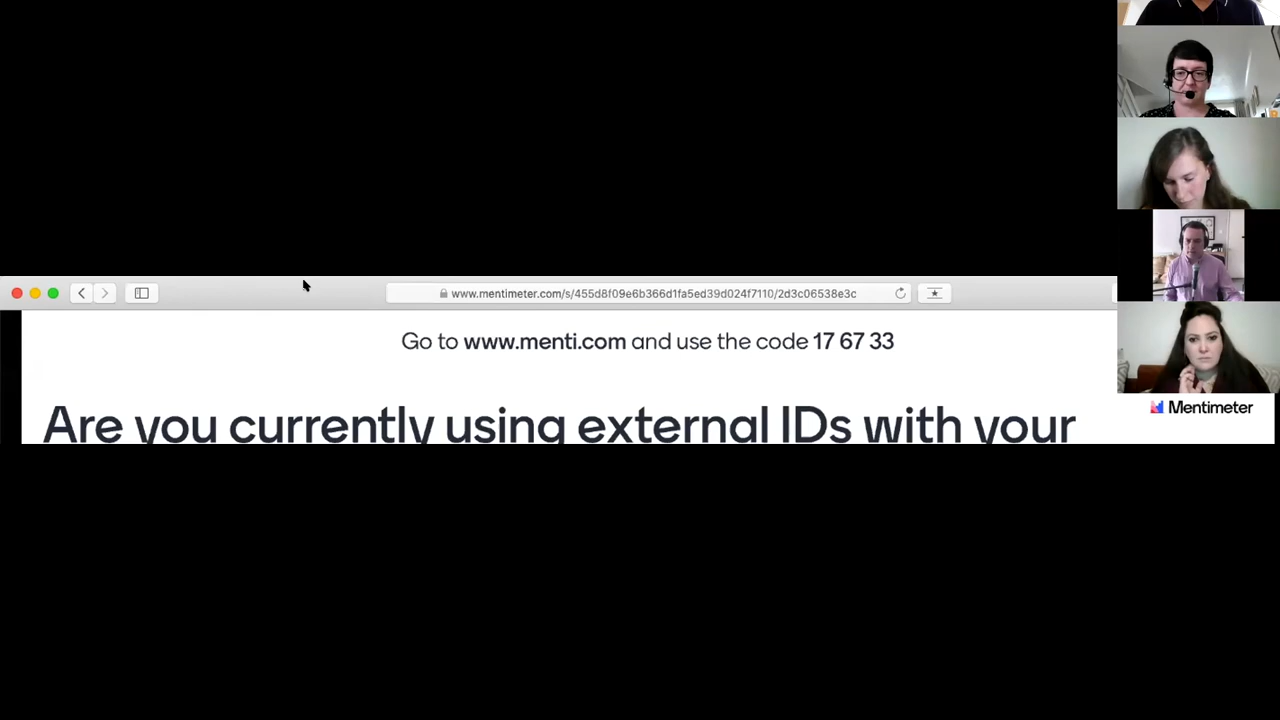 www.mentimeter.com/s/455d8f09e6b366d1fa5ed39d024f7110/2d3c06538e3c
Go to www.menti.com and use the code 17 67 33
Are you currently using external IDs with your
Mentimeter